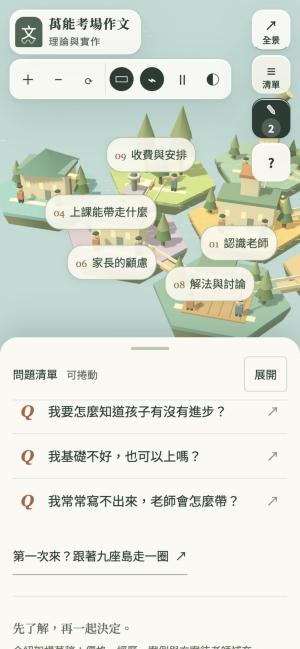 文
萬能考場作文
理論與實作
全景
清單
2
?
09 收費與安排
04 上課能帶走什麼
01 認識老師
06 家長的顧慮
08 解法與討論
問題清單 可捲動
展開
Q 我要怎麼知道孩子有沒有進步？ ↗
Q 我基礎不好，也可以上嗎？ ↗
Q 我常常寫不出來，老師會怎麼帶？ ↗
第一次來？跟著九座島走一圈 ↗
先了解，再一起決定。